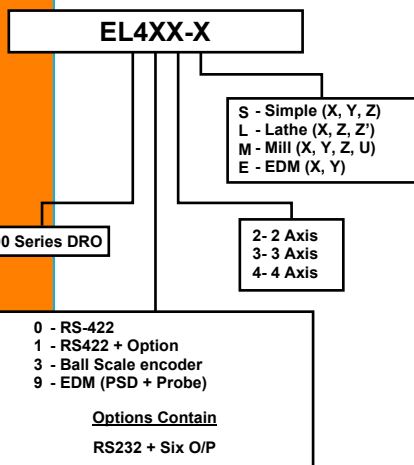 EL4XX-X
S - Simple (X, Y, Z)
L - Lathe (X, Z, Z’)
M - Mill (X, Y, Z, U)
E - EDM (X, Y)
0 Series DRO
2- 2 Axis
3- 3 Axis
4- 4 Axis
0 - RS-422
1 - RS422 + Option
3 - Ball Scale encoder
9 - EDM (PSD + Probe)
Options Contain
RS232 + Six O/P